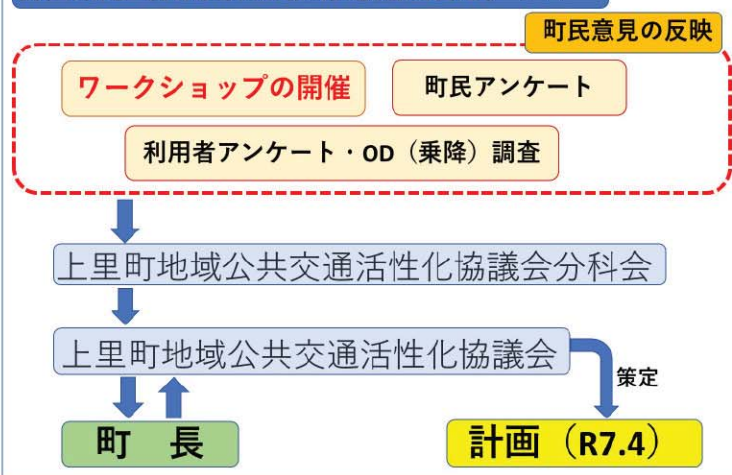 町民意見の反映
ワークショップの開催
町民アンケート
利用者アンケート・OD（乗降）調査
上里町地域公共交通活性化協議会分科会
上里町地域公共交通活性化協議会
策定
町　長
計画（R7.4）